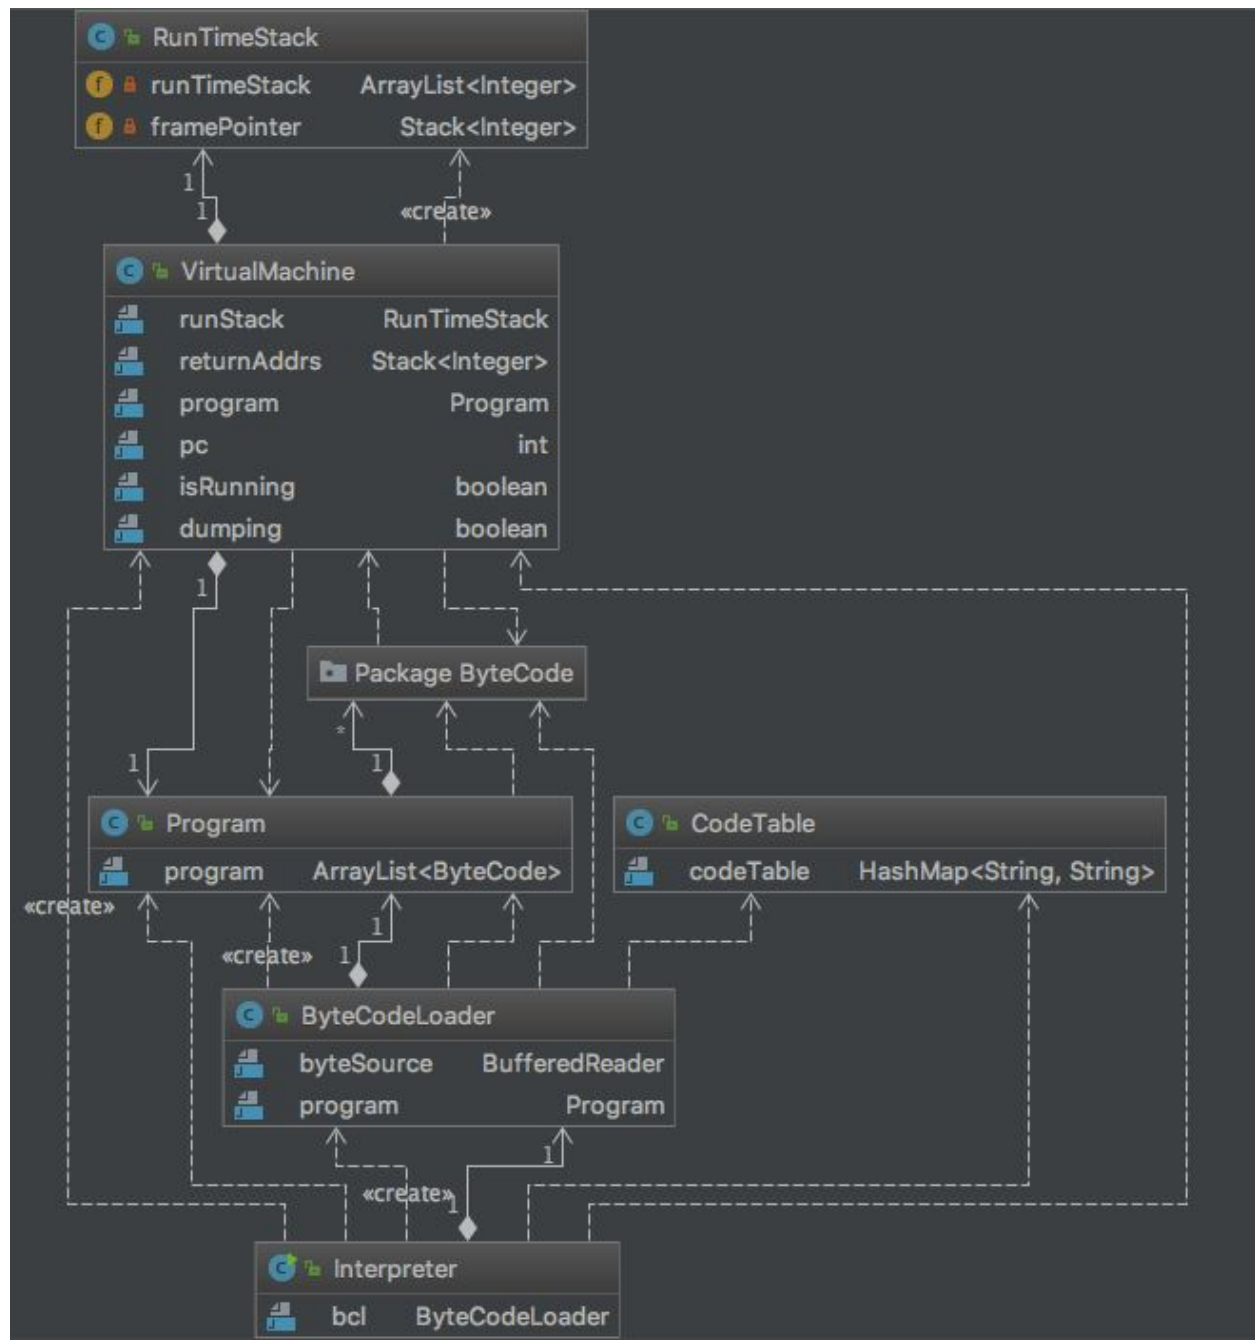 RunTimeStack
runTimeStack ArrayList<Integer>
framePointer Stack<Integer>
1
1
«create»
VirtualMachine
runStack RunTimeStack
returnAddrs Stack<Integer>
program Program
pc int
isRunning boolean
dumping boolean
1
Package ByteCode
*
1 1
Program
program ArrayList<ByteCode>
CodeTable
codeTable HashMap<String, String>
«create»
1
«create» 1
ByteCodeLoader
byteSource BufferedReader
program Program
1
«create» 1
Interpreter
bcl ByteCodeLoader